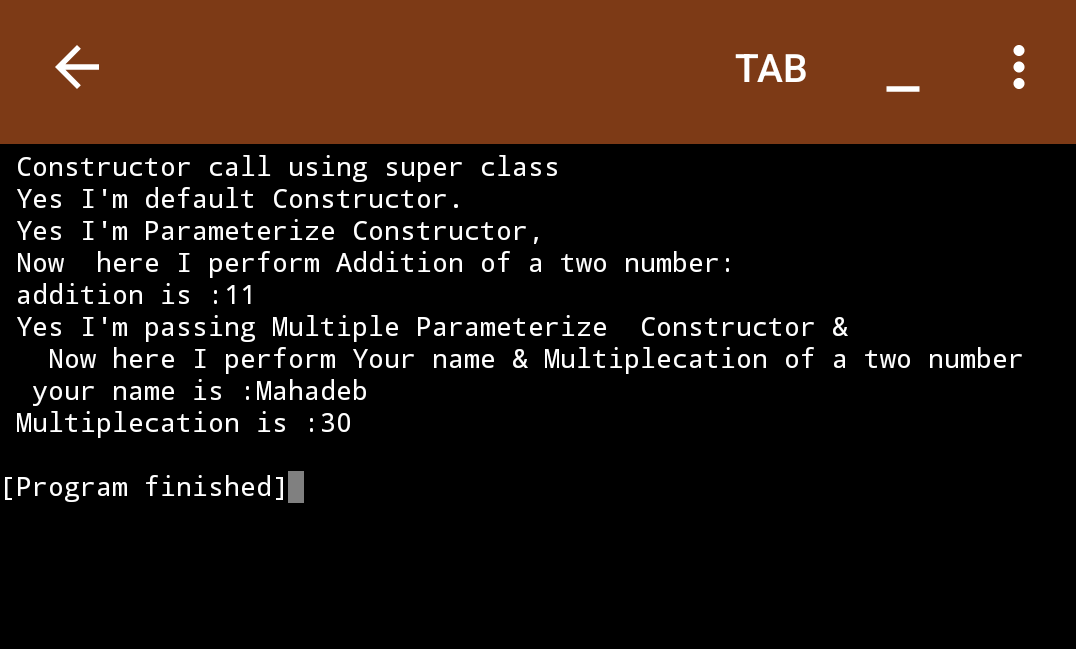 TAB _
Constructor call using super class
Yes I'm default Constructor.
Yes I'm Parameterize Constructor,
Now  here I perform Addition of a two number:
addition is :11
Yes I'm passing Multiple Parameterize  Constructor &
Now here I perform Your name & Multiplecation of a two number
your name is :Mahadeb
Multiplecation is :30
[Program finished]